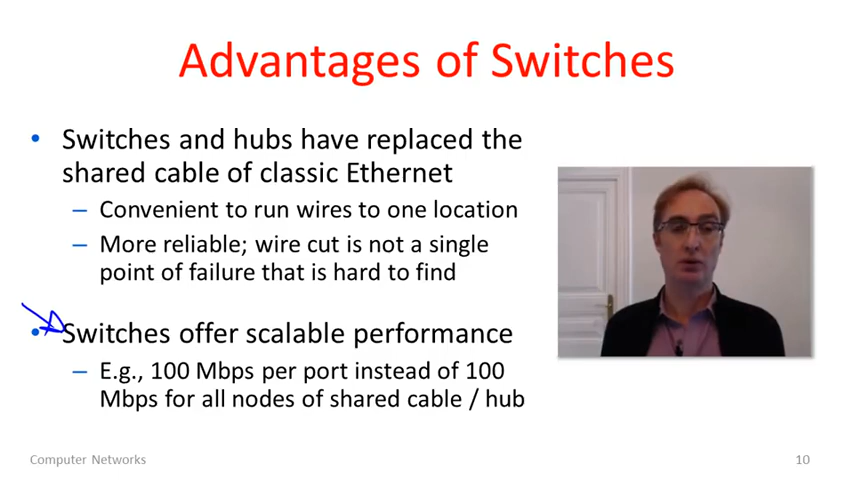 Advantages of Switches
• Switches and hubs have replaced the
shared cable of classic Ethernet
– Convenient to run wires to one location
– More reliable; wire cut is not a single
point of failure that is hard to find
• Switches offer scalable performance
– E.g., 100 Mbps per port instead of 100
Mbps for all nodes of shared cable / hub
Computer Networks
10